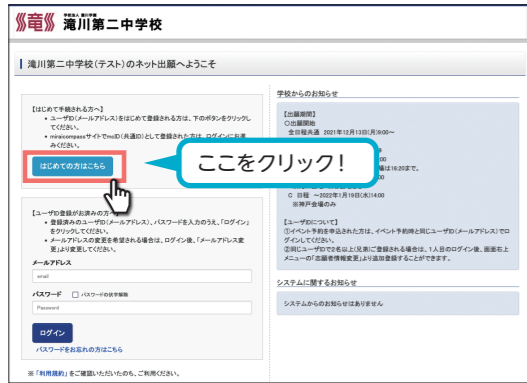 学校法人 瀧川学園
滝川第二中学校
滝川第二中学校(テスト)のネット出願へようこそ
【はじめて手続される方へ】
• ユーザID(メールアドレス)をはじめて登録される方は、下のボタンをクリックし
てください。
• miraicompassサイトでmcID(共通ID)として登録された方は、ログインにお進
みください。
はじめての方はこちら
【ユーザID登録がお済みの方へ】
• 登録済みのユーザID(メールアドレス)、パスワードを入力のうえ、「ログイン」
をクリックしてください。
• メールアドレスの変更を希望される場合は、ログイン後、「メールアドレス変
更」より変更してください。
メールアドレス
email
パスワード □ パスワードの伏字解除
Password
ログイン
パスワードをお忘れの方はこちら
※「利用規約」をご確認いただいたのち、ご利用ください。
学校からのお知らせ
【出願期間】
〇出願開始
全日程共通 2021年12月13日(月)9:00〜
ここをクリック!
場は16:20まで。
C 日程 〜2022年1月19日(水)14:00
※神戸会場のみ
【ユーザIDについて】
①イベント予約を申込された方は、イベント予約時と同じユーザID(メールアドレス)でロ
グインしてください。
②同じユーザIDで2名以上(兄弟)ご登録される場合は、1人目のログイン後、画面右上
メニューの「志願者情報変更」より追加登録することができます。
システムに関するお知らせ
システムからのお知らせはありません